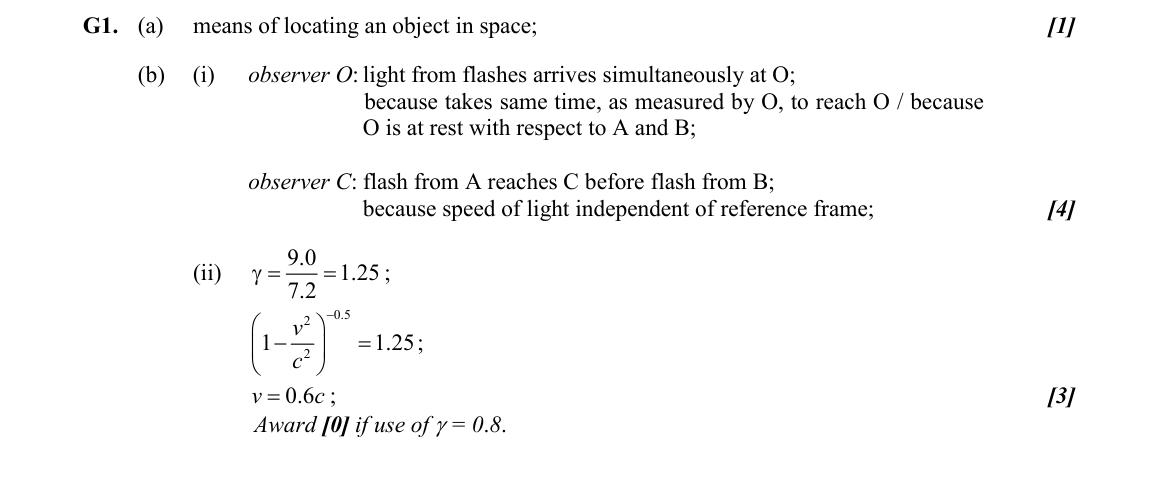 G1. (a) means of locating an object in space; [1]
(b) (i) observer O: light from flashes arrives simultaneously at O;
because takes same time, as measured by O, to reach O / because
O is at rest with respect to A and B;
observer C: flash from A reaches C before flash from B;
because speed of light independent of reference frame; [4]
(ii) γ = 9.0/7.2 = 1.25 ;
(1 − v²/c²)^−0.5 = 1.25 ;
v = 0.6c ; [3]
Award [0] if use of γ = 0.8.